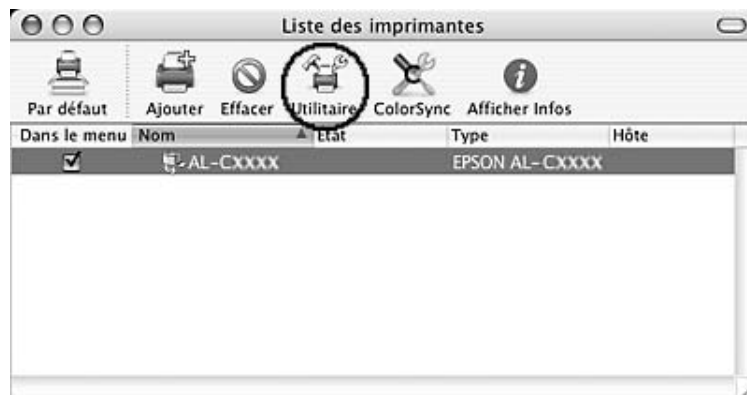 Liste des imprimantes
Par défaut Ajouter Effacer Utilitaire ColorSync Afficher Infos
Dans le menu Nom État Type Hôte
AL-CXXXX EPSON AL-CXXXX